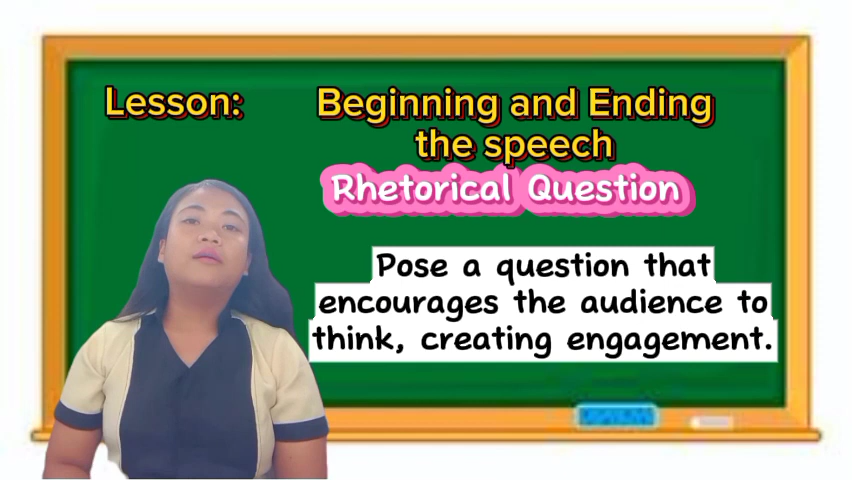 Lesson:
Beginning and Ending
the speech
Rhetorical Question
Pose a question that
encourages the audience to
think, creating engagement.